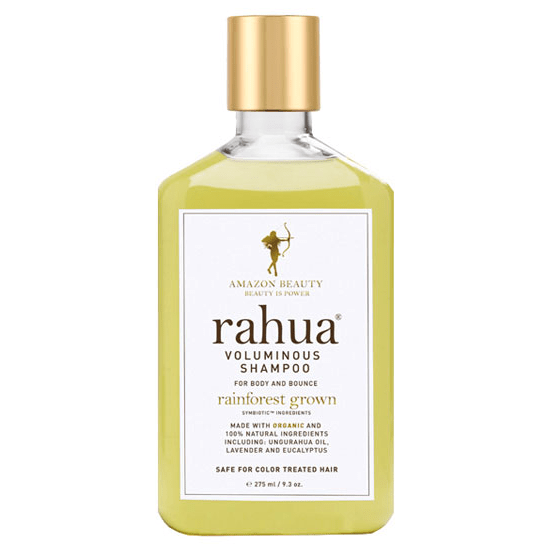 AMAZON BEAUTY
BEAUTY IS POWER
rahua®
VOLUMINOUS
SHAMPOO
FOR BODY AND BOUNCE
rainforest grown
SYMBIOTIC™ INGREDIENTS
MADE WITH ORGANIC AND
100% NATURAL INGREDIENTS
INCLUDING: UNGURAHUA OIL,
LAVENDER AND EUCALYPTUS
SAFE FOR COLOR TREATED HAIR
℮ 275 ml / 9.3 oz.